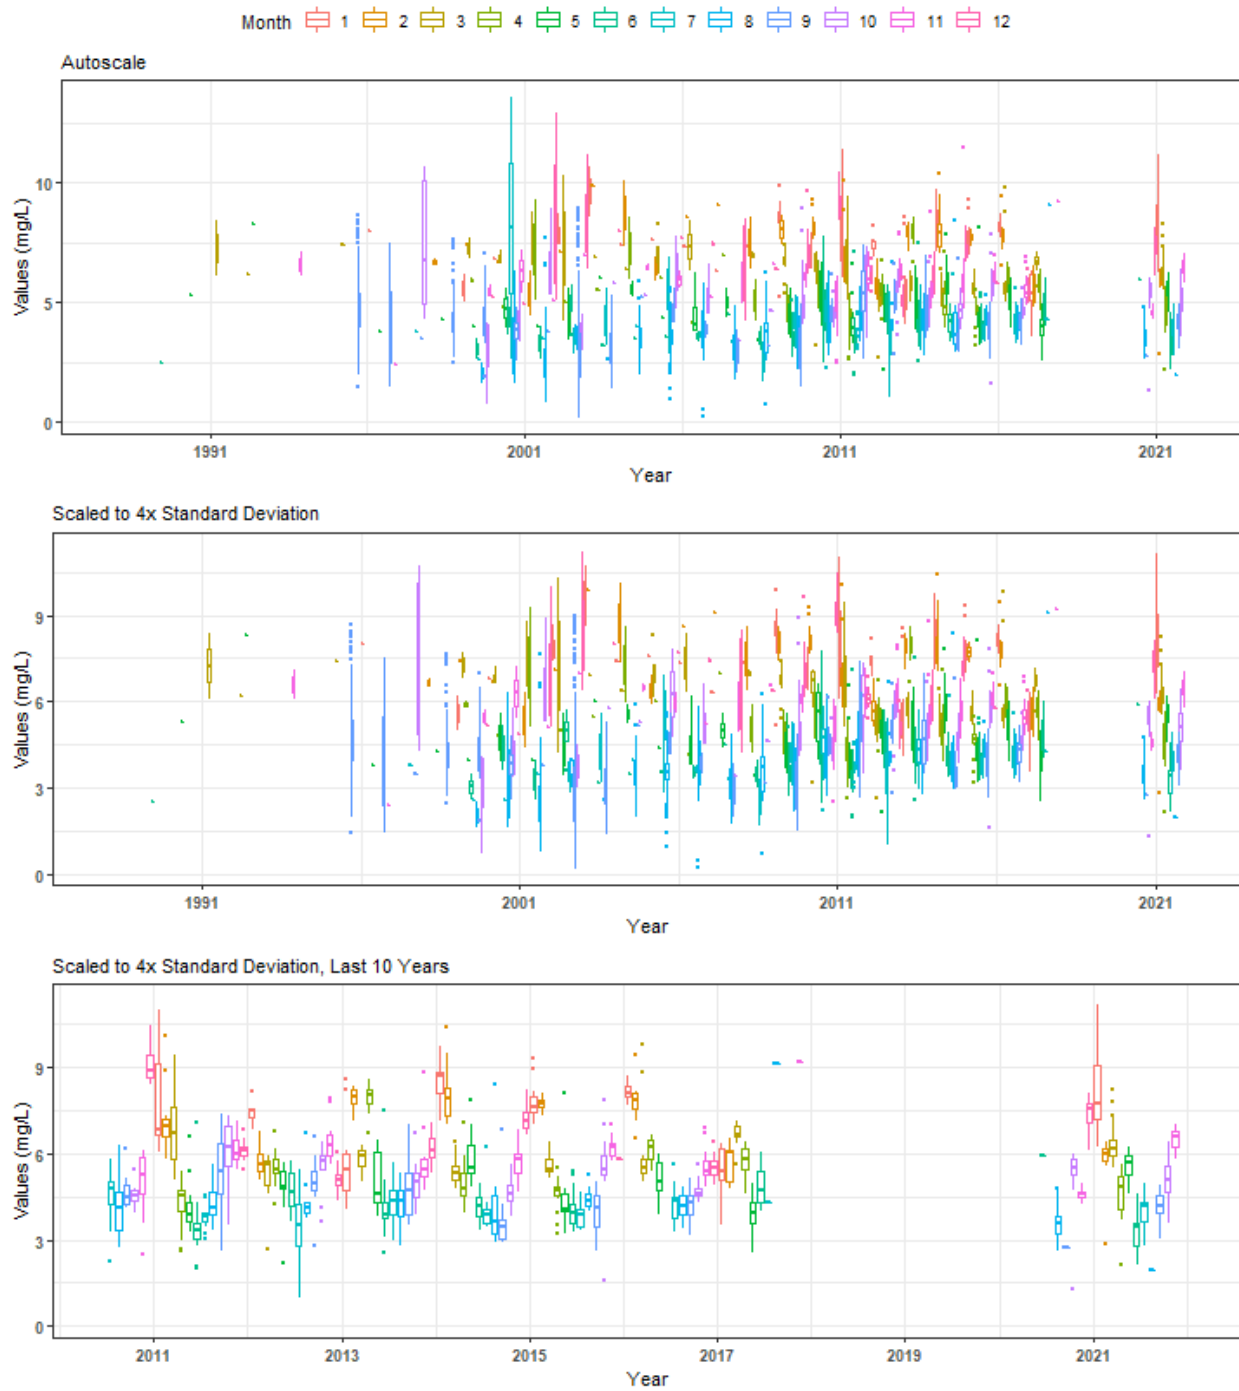 Month 1 2 3 4 5 6 7 8 9 10 11 12
Autoscale
Values (mg/L)
10
5
0
1991 2001 2011 2021
Year
Scaled to 4x Standard Deviation
Values (mg/L)
9
6
3
0
1991 2001 2011 2021
Year
Scaled to 4x Standard Deviation, Last 10 Years
Values (mg/L)
9
6
3
0
2011 2013 2015 2017 2019 2021
Year